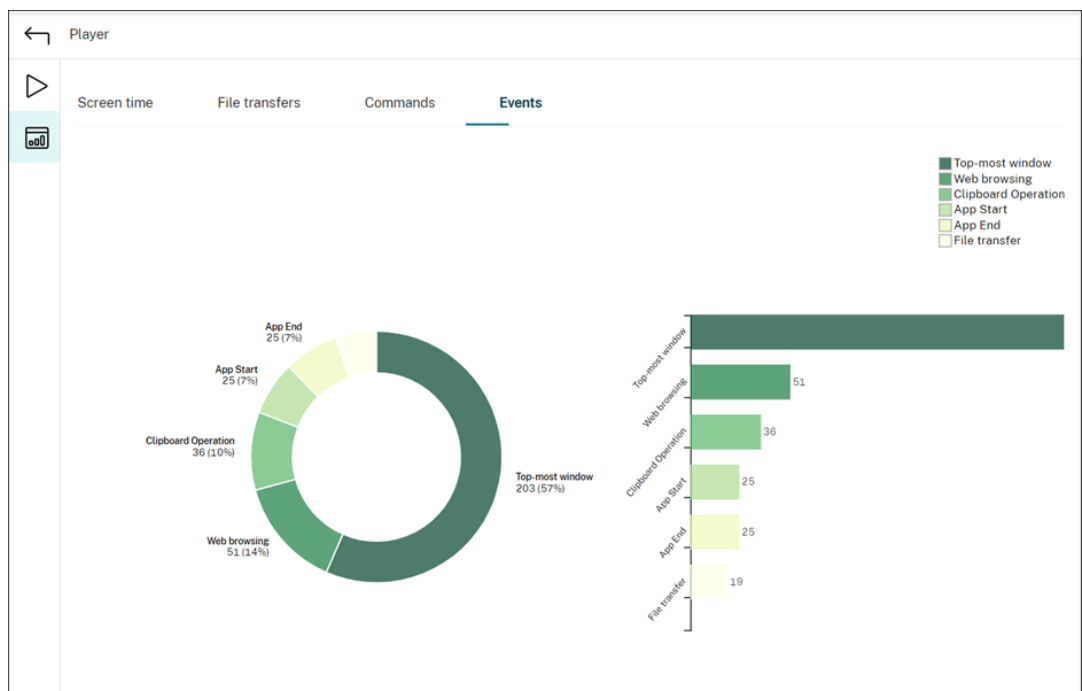 Player
Screen time
File transfers
Commands
Events
Top-most window
Web browsing
Clipboard Operation
App Start
App End
File transfer
App End
25 (7%)
App Start
25 (7%)
Clipboard Operation
36 (10%)
Web browsing
51 (14%)
Top-most window
203 (57%)
Top-most window
Web browsing
51
Clipboard Operation
36
App Start
25
App End
25
File transfer
19